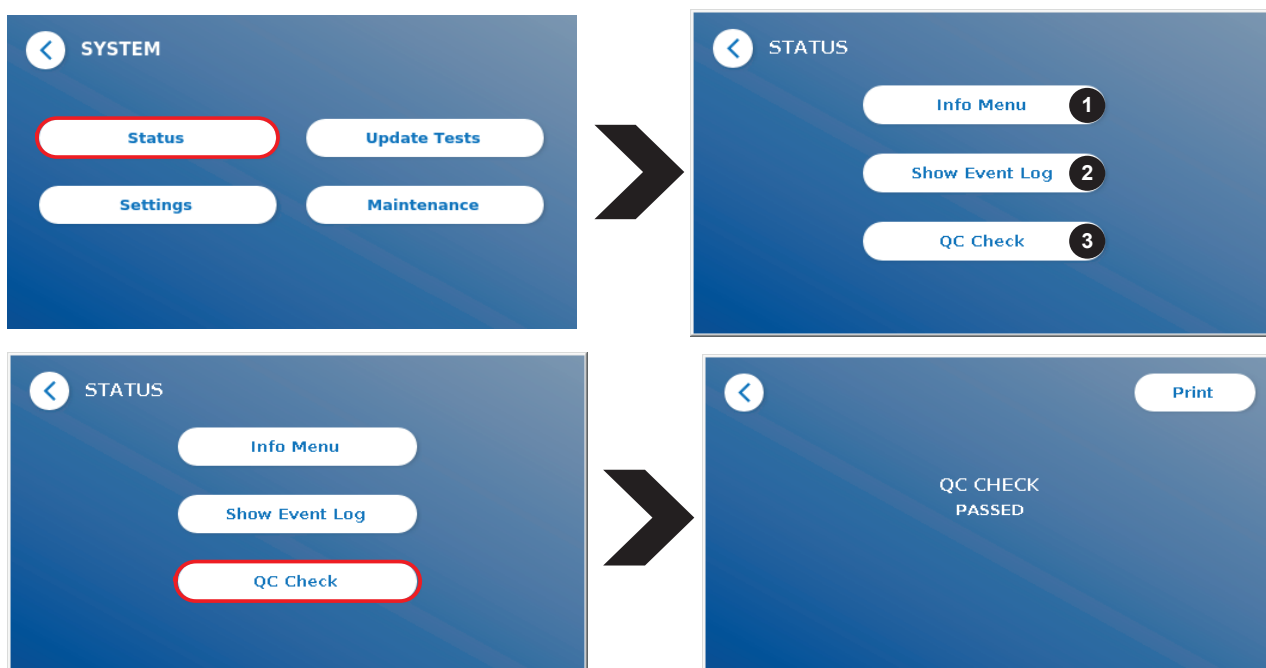 SYSTEM
Status
Update Tests
Settings
Maintenance
STATUS
Info Menu 1
Show Event Log 2
QC Check 3
STATUS
Info Menu
Show Event Log
QC Check
Print
QC CHECK
PASSED